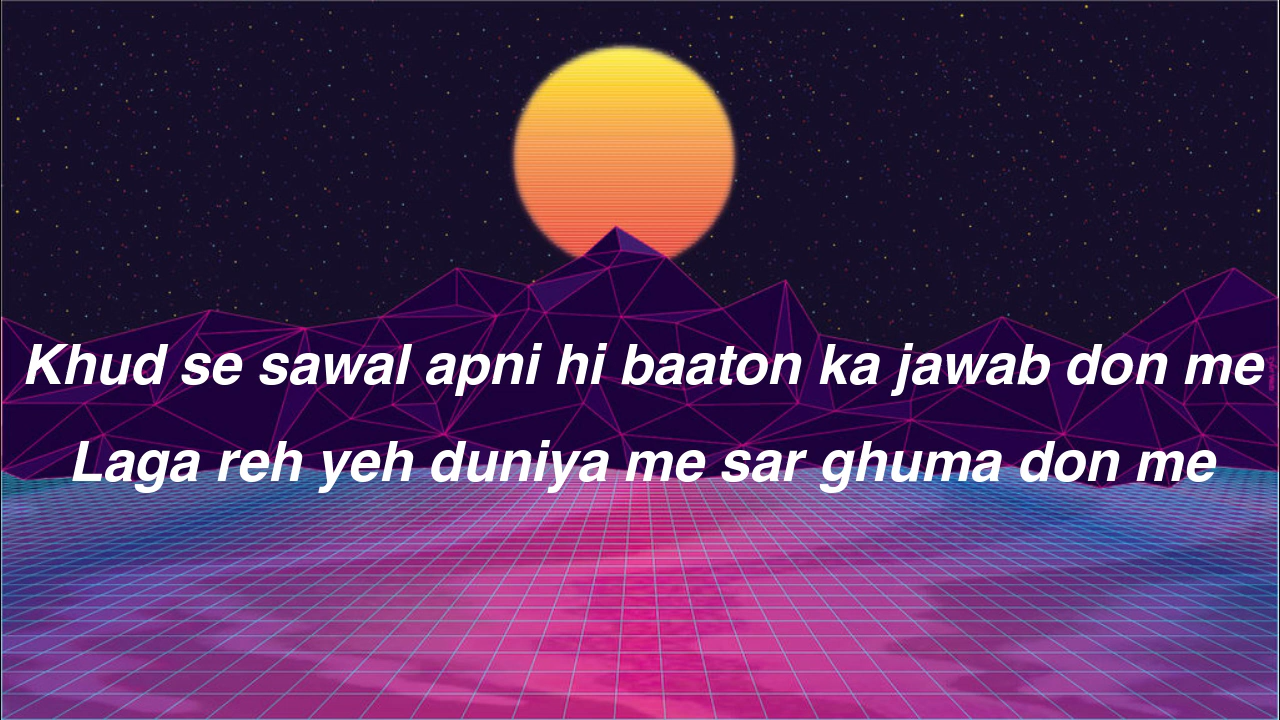 Khud se sawal apni hi baaton ka jawab don me
Laga reh yeh duniya me sar ghuma don me